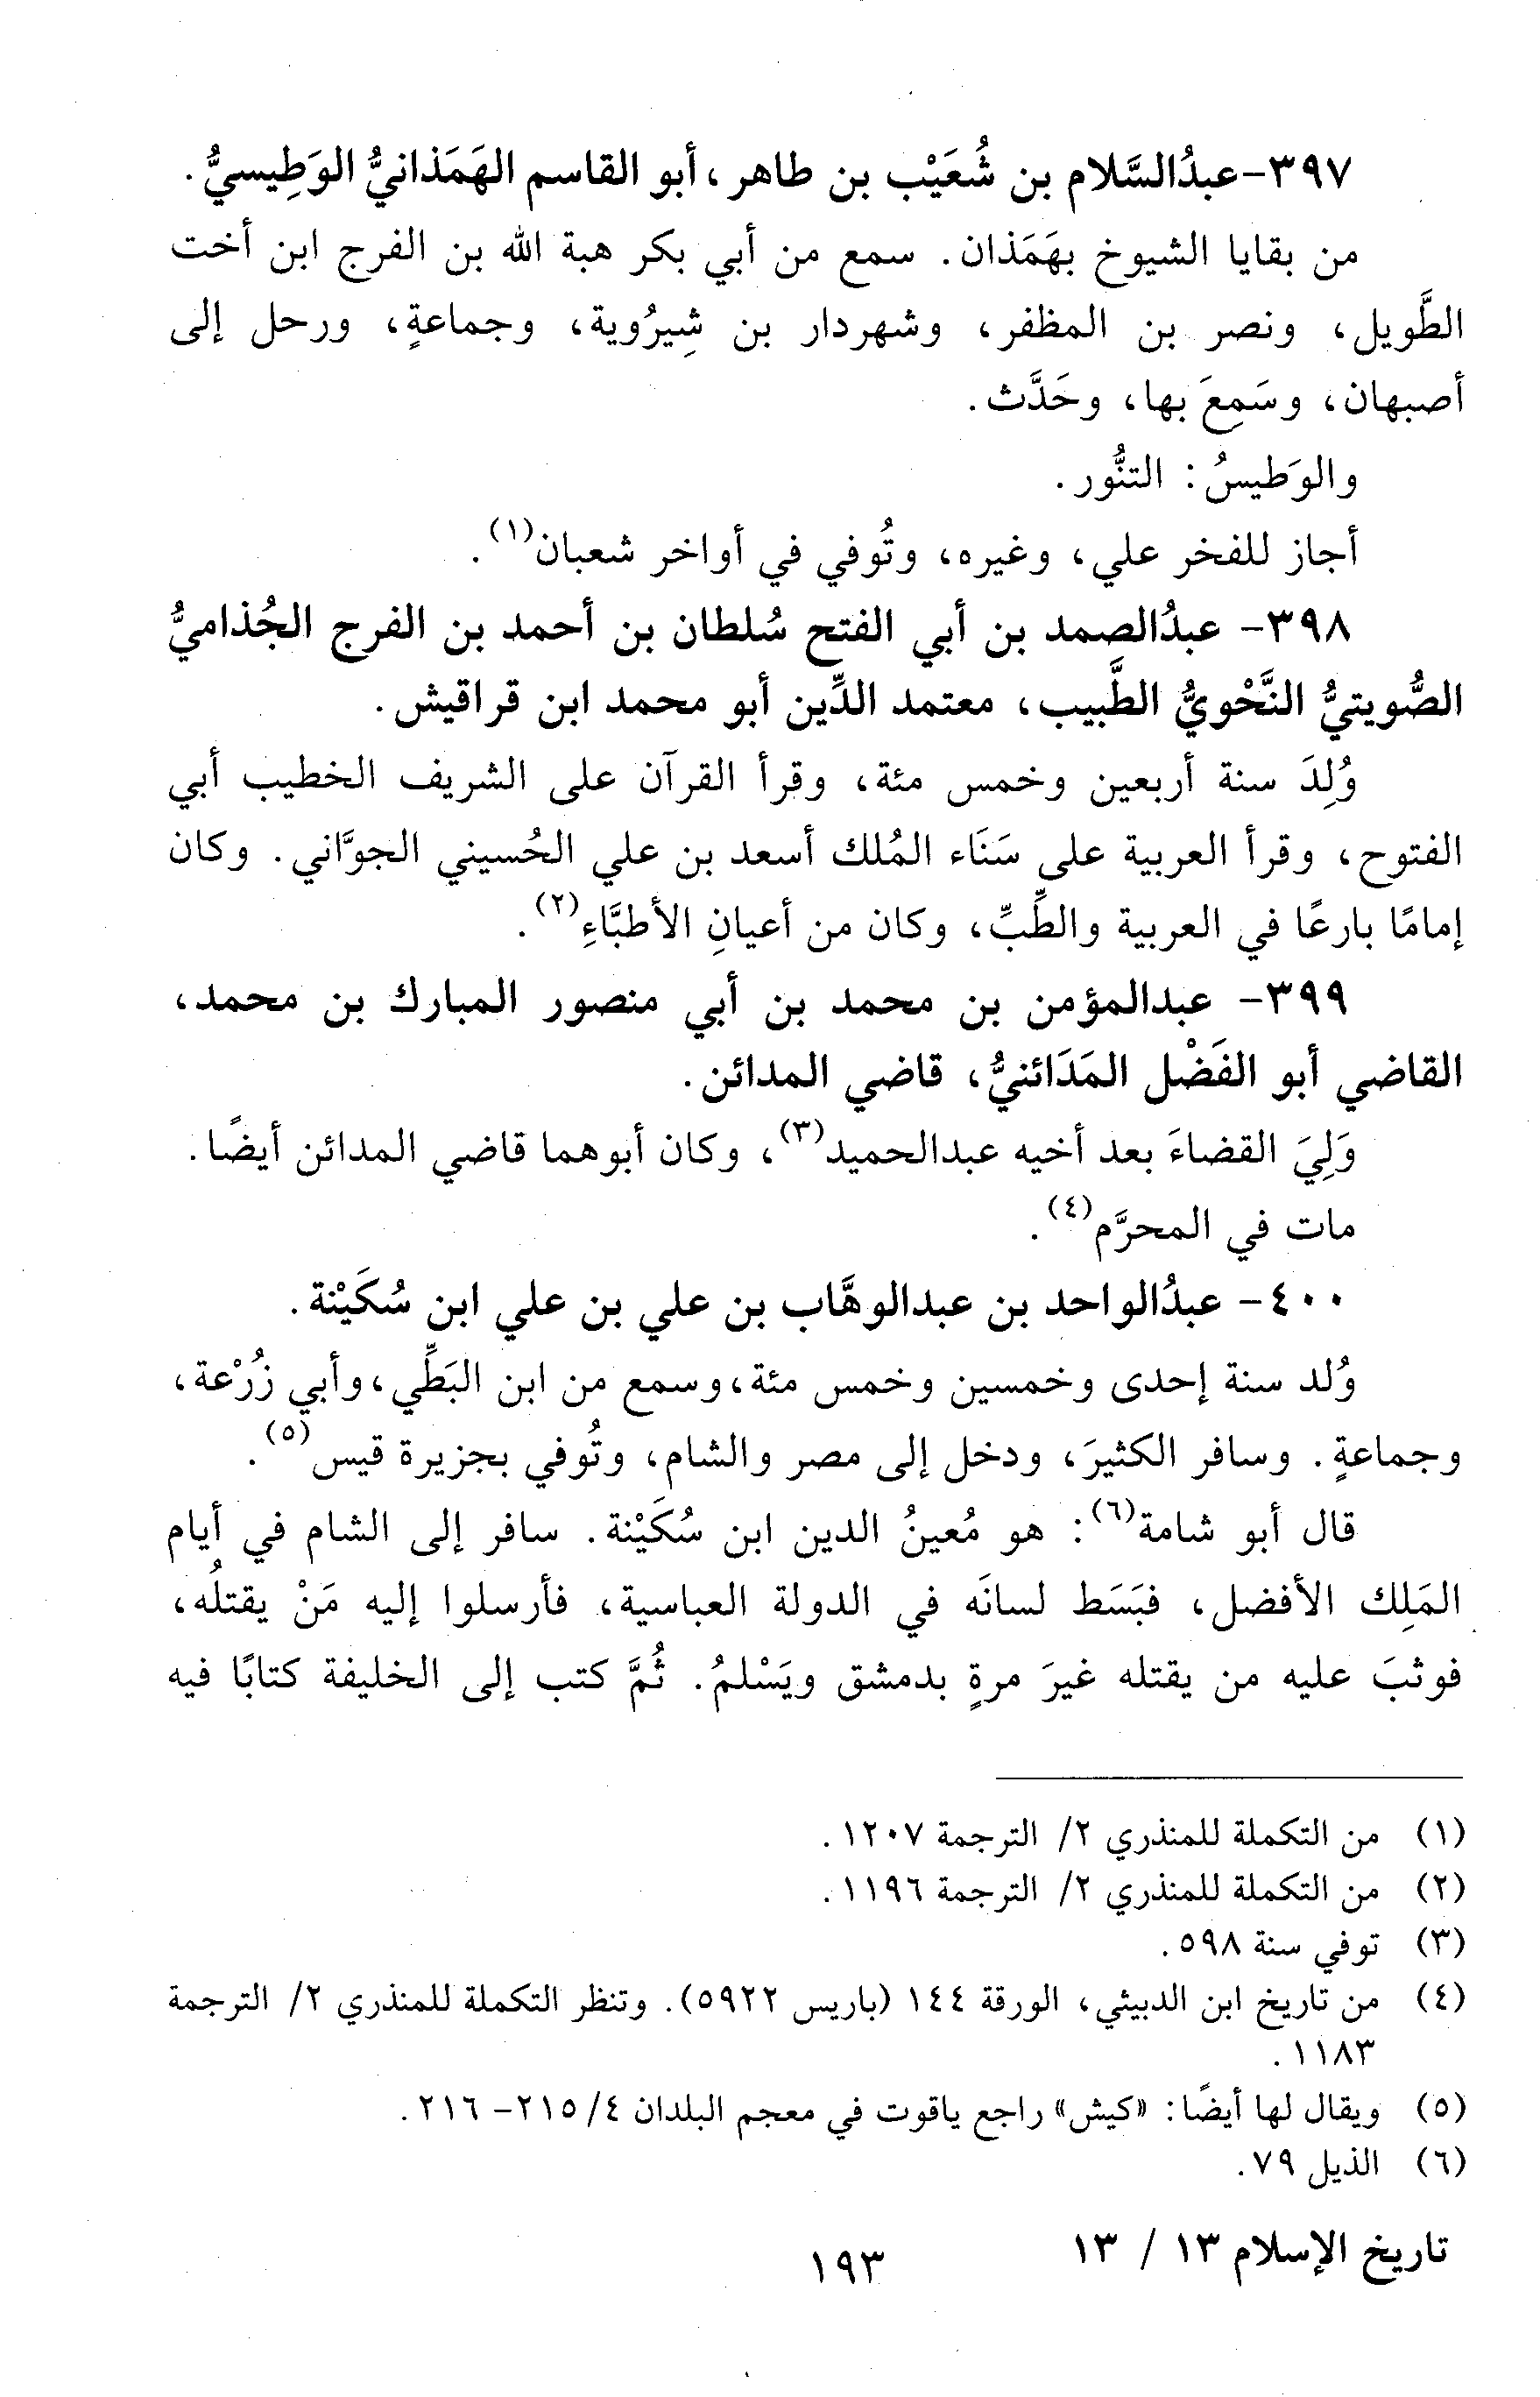 ٣٩٧-عبدُالسَّلام بن شُعَيْب بن طاهر، أبو القاسم الهَمَذانيُّ الوَطِيسيُّ.
من بقايا الشيوخ بهَمَذان. سمع من أبي بكر هبة الله بن الفرج ابن أخت
الطَّويل، ونصر بن المظفر، وشهردار بن شِيرُوية، وجماعةٍ، ورحل إلى
أصبهان، وسَمِعَ بها، وحَدَّث.
والوَطيسُ: التنُّور.
أجاز للفخر علي، وغيره، وتُوفي في أواخر شعبان(١).
٣٩٨- عبدُالصمد بن أبي الفتح سُلطان بن أحمد بن الفرج الجُذاميُّ
الصُّويتيُّ النَّحْويُّ الطَّبيب، معتمد الدِّين أبو محمد ابن قراقيش.
وُلِدَ سنة أربعين وخمس مئة، وقرأ القرآن على الشريف الخطيب أبي
الفتوح، وقرأ العربية على سَنَاء المُلك أسعد بن علي الحُسيني الجوَّاني. وكان
إمامًا بارعًا في العربية والطِّبِّ، وكان من أعيانِ الأطبَّاءِ(٢).
٣٩٩- عبدالمؤمن بن محمد بن أبي منصور المبارك بن محمد،
القاضي أبو الفَضْل المَدَائنيُّ، قاضي المدائن.
وَلِيَ القضاءَ بعد أخيه عبدالحميد(٣)، وكان أبوهما قاضي المدائن أيضًا.
مات في المحرَّم(٤).
٤٠٠- عبدُالواحد بن عبدالوهَّاب بن علي بن علي ابن سُكَيْنة.
وُلد سنة إحدى وخمسين وخمس مئة، وسمع من ابن البَطِّي، وأبي زُرْعة،
وجماعةٍ. وسافر الكثيرَ، ودخل إلى مصر والشام، وتُوفي بجزيرة قيس(٥).
قال أبو شامة(٦): هو مُعينُ الدين ابن سُكَيْنة. سافر إلى الشام في أيام
المَلِك الأفضل، فبَسَط لسانَه في الدولة العباسية، فأرسلوا إليه مَنْ يقتلُه،
فوثبَ عليه من يقتله غيرَ مرةٍ بدمشق ويَسْلمُ. ثُمَّ كتب إلى الخليفة كتابًا فيه
(١) من التكملة للمنذري ٢/ الترجمة ١٢٠٧.
(٢) من التكملة للمنذري ٢/ الترجمة ١١٩٦.
(٣) توفي سنة ٥٩٨.
(٤) من تاريخ ابن الدبيثي، الورقة ١٤٤ (باريس ٥٩٢٢). وتنظر التكملة للمنذري ٢/ الترجمة
١١٨٣.
(٥) ويقال لها أيضًا: «كيش» راجع ياقوت في معجم البلدان ٤/ ٢١٥- ٢١٦.
(٦) الذيل ٧٩.
تاريخ الإسلام ١٣ / ١٣
١٩٣